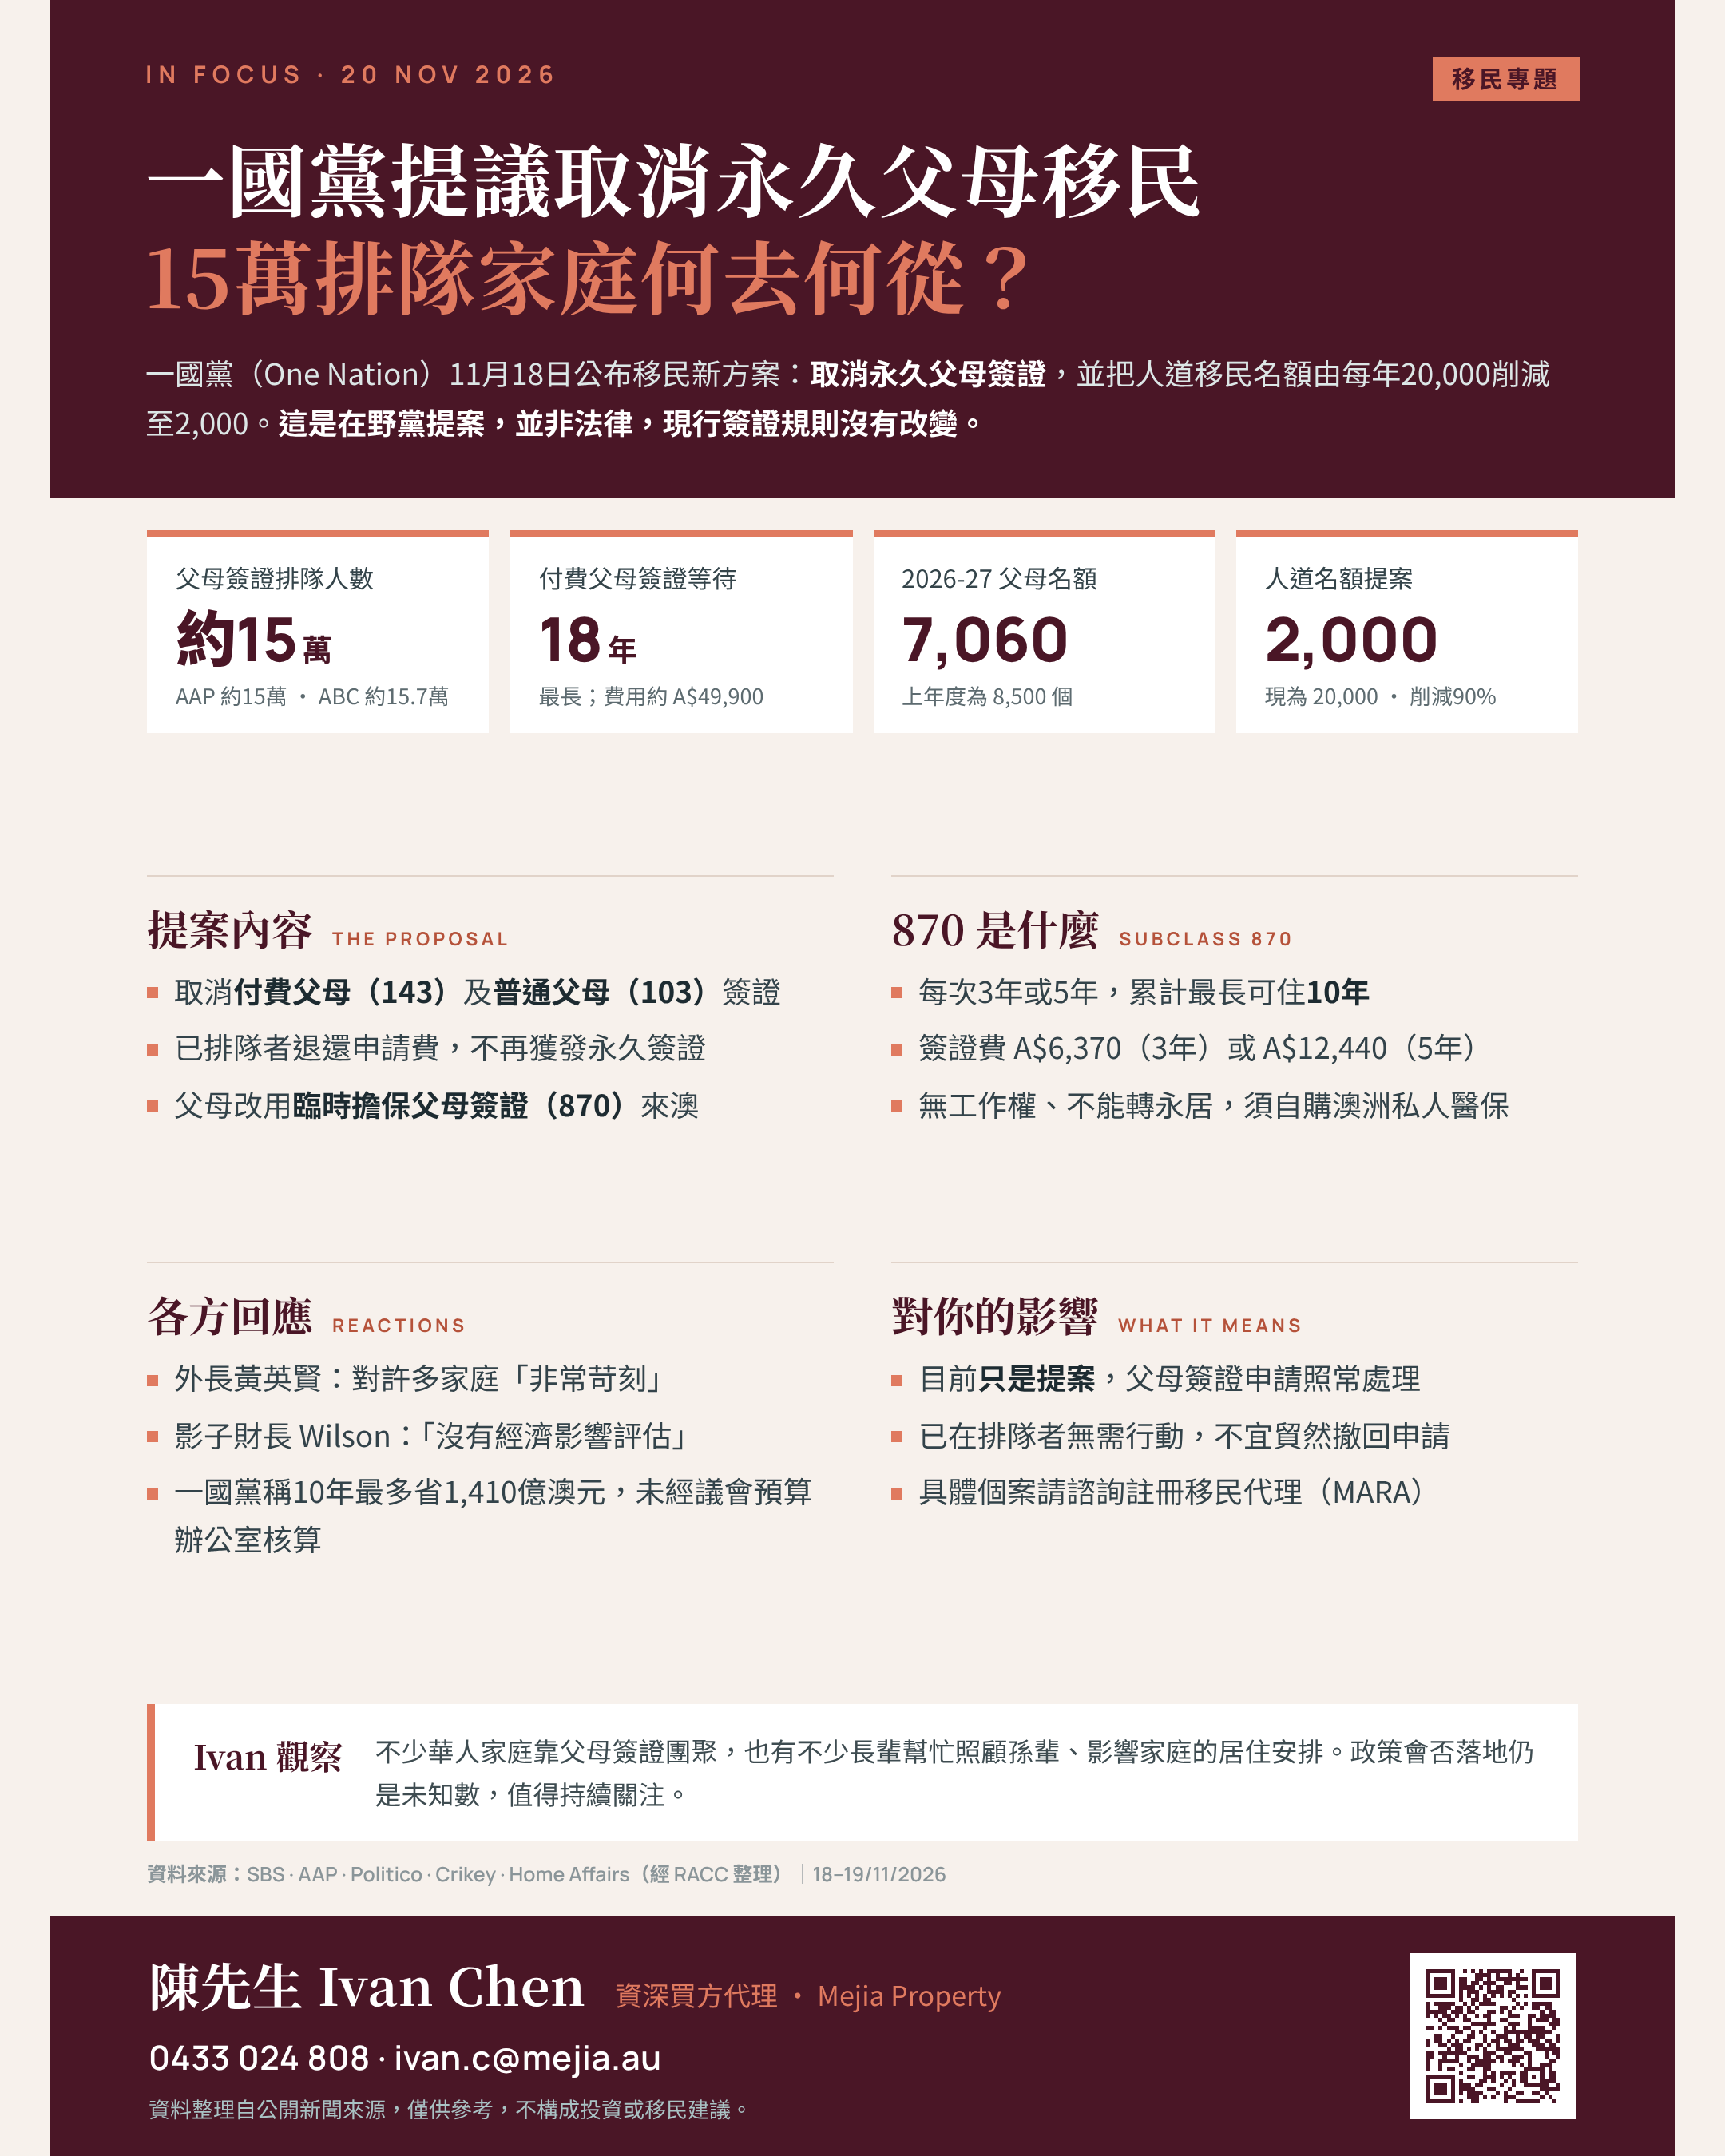 IN FOCUS · 20 NOV 2026
移民專題
一國黨提議取消永久父母移民
15萬排隊家庭何去何從？
一國黨（One Nation）11月18日公布移民新方案：取消永久父母簽證，並把人道移民名額由每年20,000削減
至2,000。這是在野黨提案，並非法律，現行簽證規則沒有改變。
父母簽證排隊人數
約15萬
AAP 約15萬 · ABC 約15.7萬
付費父母簽證等待
18年
最長；費用約 A$49,900
2026-27 父母名額
7,060
上年度為 8,500 個
人道名額提案
2,000
現為 20,000 · 削減90%
提案內容 THE PROPOSAL
取消付費父母（143）及普通父母（103）簽證
已排隊者退還申請費，不再獲發永久簽證
父母改用臨時擔保父母簽證（870）來澳
870 是什麼 SUBCLASS 870
每次3年或5年，累計最長可住10年
簽證費 A$6,370（3年）或 A$12,440（5年）
無工作權、不能轉永居，須自購澳洲私人醫保
各方回應 REACTIONS
外長黃英賢：對許多家庭「非常苛刻」
影子財長 Wilson：「沒有經濟影響評估」
一國黨稱10年最多省1,410億澳元，未經議會預算
辦公室核算
對你的影響 WHAT IT MEANS
目前只是提案，父母簽證申請照常處理
已在排隊者無需行動，不宜貿然撤回申請
具體個案請諮詢註冊移民代理（MARA）
Ivan 觀察
不少華人家庭靠父母簽證團聚，也有不少長輩幫忙照顧孫輩、影響家庭的居住安排。政策會否落地仍
是未知數，值得持續關注。
資料來源：SBS · AAP · Politico · Crikey · Home Affairs（經 RACC 整理）｜18–19/11/2026
陳先生 Ivan Chen 資深買方代理 · Mejia Property
0433 024 808 · ivan.c@mejia.au
資料整理自公開新聞來源，僅供參考，不構成投資或移民建議。